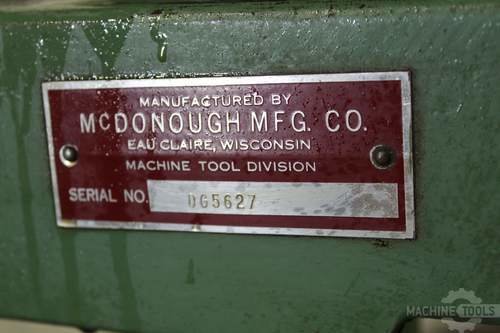 MANUFACTURED BY
McDONOUGH MFG. CO.
EAU CLAIRE, WISCONSIN
MACHINE TOOL DIVISION
SERIAL NO. DG5627
MACHINE TOOLS